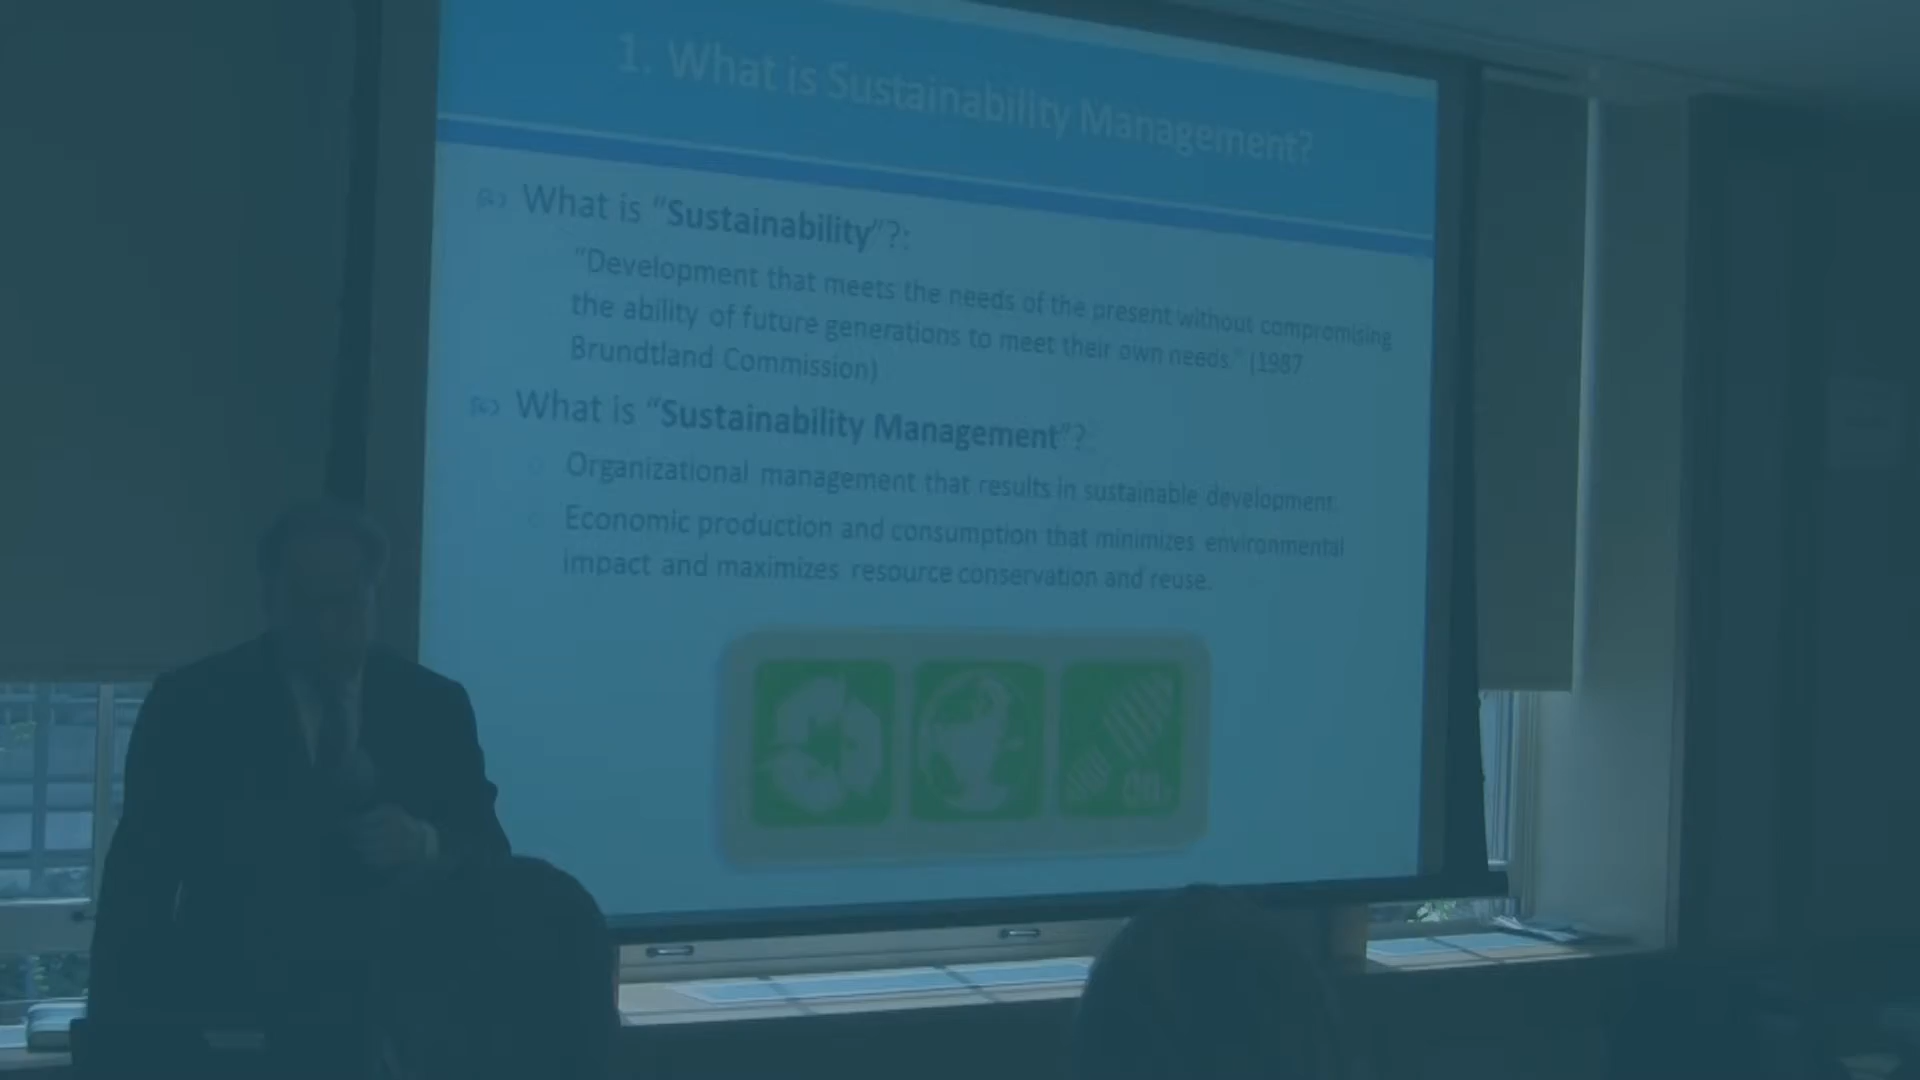 1. What is Sustainability Management?
What is "Sustainability"?:
"Development that meets the needs of the present without compromising
the ability of future generations to meet their own needs." (1987
Brundtland Commission)
What is "Sustainability Management"?
Organizational management that results in sustainable development.
Economic production and consumption that minimizes environmental
impact and maximizes resource conservation and reuse.